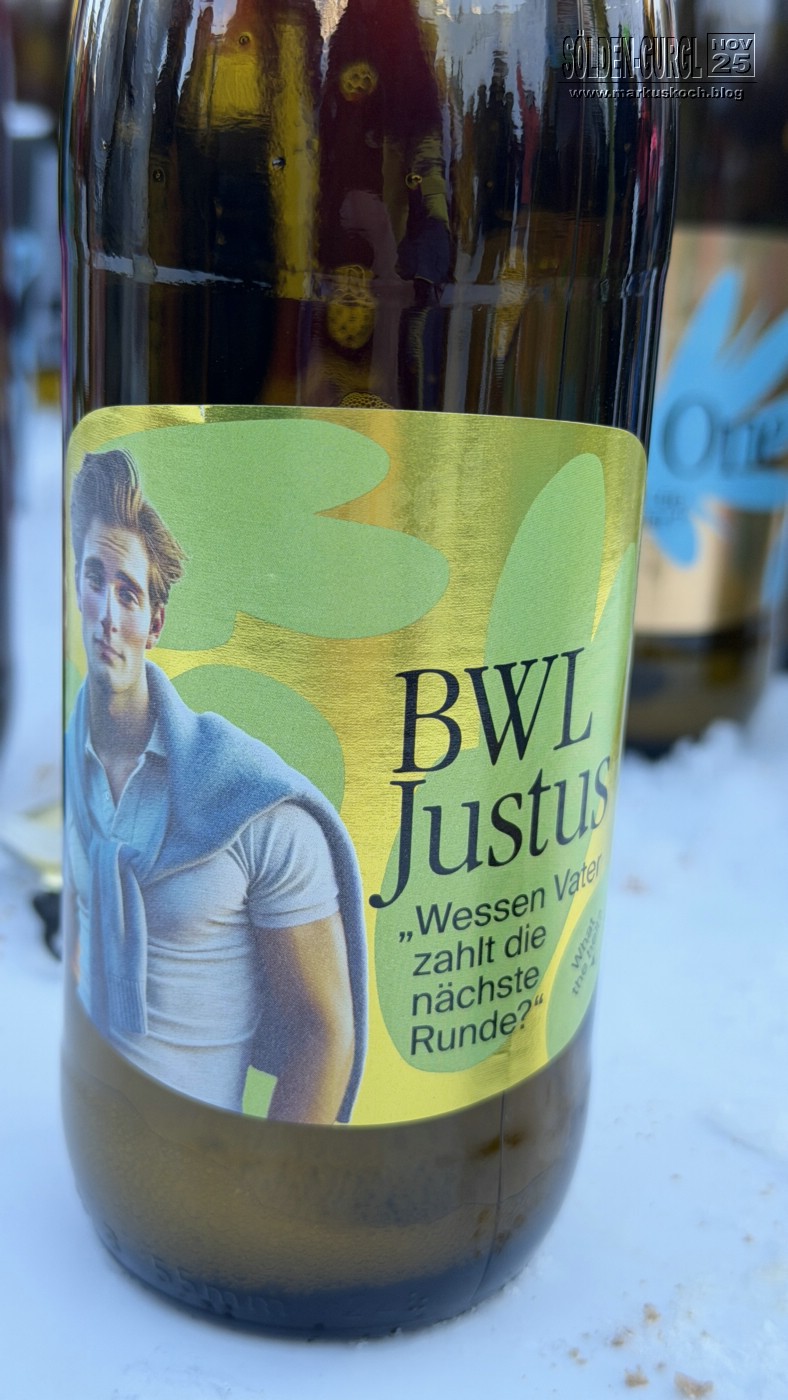 SÖLDEN-GURGL NOV 25
www.markuskoch.blog
One
BWL
Justus
„Wessen Vater
zahlt die
nächste
Runde?“